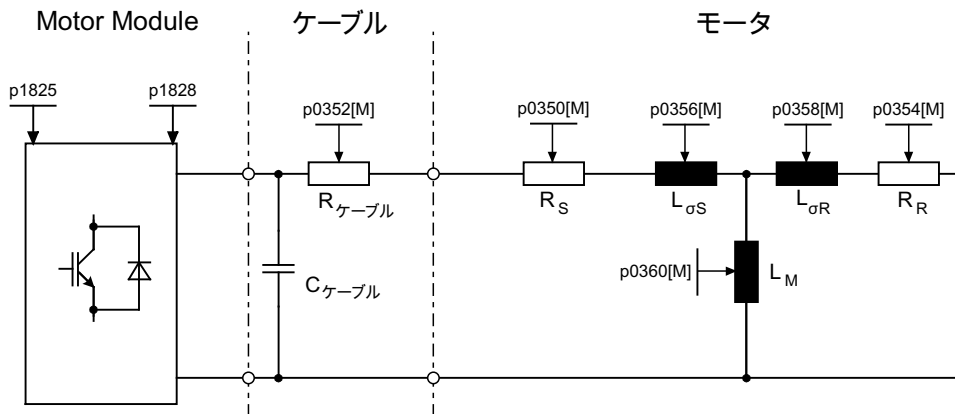 Motor Module
ケーブル
モータ
p1825
p1828
p0352[M]
p0350[M]
p0356[M]
p0358[M]
p0354[M]
Rケーブル
RS
LσS
LσR
RR
Cケーブル
p0360[M]
LM